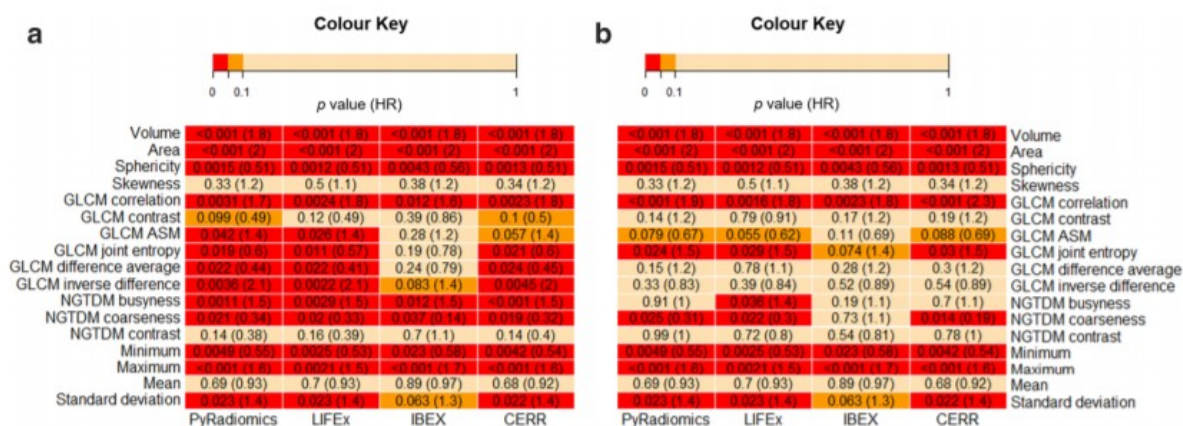 a
Colour Key
0 0.1 1
p value (HR)
Volume <0.001 (1.8) <0.001 (1.8) <0.001 (1.8) <0.001 (1.8)
Area <0.001 (2) <0.001 (2) <0.001 (2) <0.001 (2)
Sphericity 0.0015 (0.51) 0.0012 (0.51) 0.0043 (0.56) 0.0013 (0.51)
Skewness 0.33 (1.2) 0.5 (1.1) 0.38 (1.2) 0.34 (1.2)
GLCM correlation 0.0031 (1.7) 0.0024 (1.8) 0.012 (1.6) 0.0023 (1.8)
GLCM contrast 0.099 (0.49) 0.12 (0.49) 0.39 (0.86) 0.1 (0.5)
GLCM ASM 0.042 (1.4) 0.026 (1.4) 0.28 (1.2) 0.057 (1.4)
GLCM joint entropy 0.019 (0.6) 0.011 (0.57) 0.19 (0.78) 0.021 (0.6)
GLCM difference average 0.022 (0.44) 0.022 (0.41) 0.24 (0.79) 0.024 (0.45)
GLCM inverse difference 0.0036 (2.1) 0.0022 (2.1) 0.083 (1.4) 0.0045 (2)
NGTDM busyness 0.0011 (1.5) 0.0029 (1.5) 0.012 (1.5) <0.001 (1.5)
NGTDM coarseness 0.021 (0.34) 0.02 (0.33) 0.037 (0.14) 0.019 (0.32)
NGTDM contrast 0.14 (0.38) 0.16 (0.39) 0.7 (1.1) 0.14 (0.4)
Minimum 0.0049 (0.55) 0.0025 (0.53) 0.023 (0.58) 0.0042 (0.54)
Maximum <0.001 (1.6) 0.0021 (1.5) <0.001 (1.7) <0.001 (1.6)
Mean 0.69 (0.93) 0.7 (0.93) 0.89 (0.97) 0.68 (0.92)
Standard deviation 0.023 (1.4) 0.023 (1.4) 0.063 (1.3) 0.022 (1.4)
PyRadiomics LIFEx IBEX CERR
b
Colour Key
0 0.1 1
p value (HR)
<0.001 (1.8) <0.001 (1.8) <0.001 (1.8) <0.001 (1.8) Volume
<0.001 (2) <0.001 (2) <0.001 (2) <0.001 (2) Area
0.0015 (0.51) 0.0012 (0.51) 0.0043 (0.56) 0.0013 (0.51) Sphericity
0.33 (1.2) 0.5 (1.1) 0.38 (1.2) 0.34 (1.2) Skewness
<0.001 (1.9) 0.0016 (1.8) 0.0023 (1.8) <0.001 (2.3) GLCM correlation
0.14 (1.2) 0.79 (0.91) 0.17 (1.2) 0.19 (1.2) GLCM contrast
0.079 (0.67) 0.055 (0.62) 0.11 (0.69) 0.088 (0.69) GLCM ASM
0.024 (1.5) 0.029 (1.5) 0.074 (1.4) 0.03 (1.5) GLCM joint entropy
0.15 (1.2) 0.78 (1.1) 0.28 (1.2) 0.3 (1.2) GLCM difference average
0.33 (0.83) 0.39 (0.84) 0.52 (0.89) 0.54 (0.89) GLCM inverse difference
0.91 (1) 0.036 (1.4) 0.19 (1.1) 0.7 (1.1) NGTDM busyness
0.025 (0.31) 0.022 (0.3) 0.73 (1.1) 0.014 (0.19) NGTDM coarseness
0.99 (1) 0.72 (0.8) 0.54 (0.81) 0.78 (1) NGTDM contrast
0.0049 (0.55) 0.0025 (0.53) 0.023 (0.58) 0.0042 (0.54) Minimum
<0.001 (1.6) 0.0021 (1.5) <0.001 (1.7) <0.001 (1.6) Maximum
0.69 (0.93) 0.7 (0.93) 0.89 (0.97) 0.68 (0.92) Mean
0.023 (1.4) 0.023 (1.4) 0.063 (1.3) 0.022 (1.4) Standard deviation
PyRadiomics LIFEx IBEX CERR